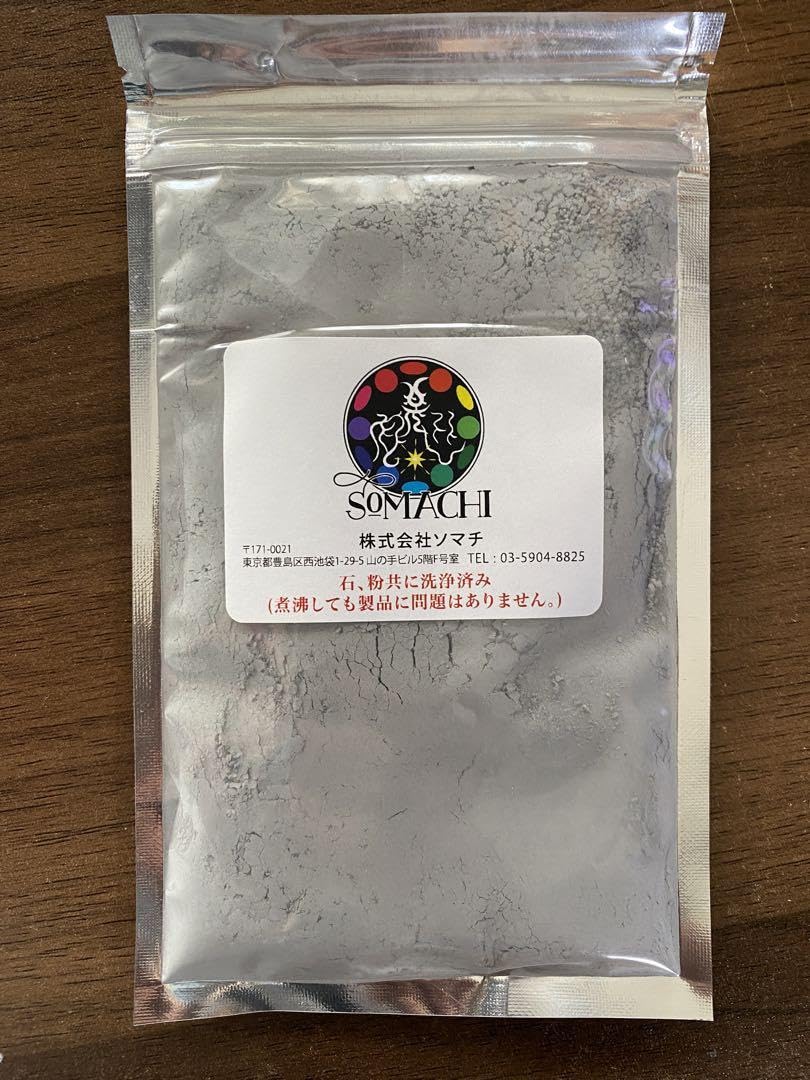 SOMACHI
株式会社ソマチ
〒171-0021
東京都豊島区西池袋1-29-5 山の手ビル5階F号室 TEL : 03-5904-8825
石、粉共に洗浄済み
(煮沸しても製品に問題はありません。)